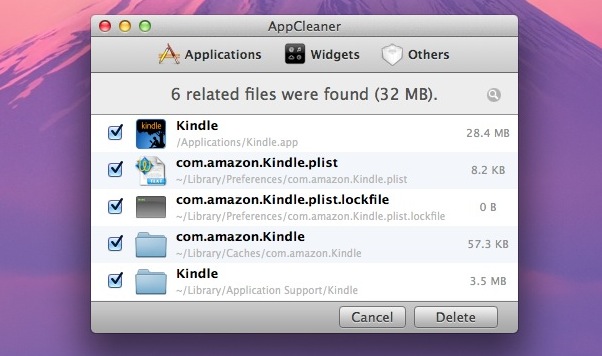 AppCleaner
Applications Widgets Others
6 related files were found (32 MB).
kindle
Kindle
/Applications/Kindle.app
28.4 MB
com.amazon.Kindle.plist
~/Library/Preferences/com.amazon.Kindle.plist
8.2 KB
com.amazon.Kindle.plist.lockfile
~/Library/Preferences/com.amazon.Kindle.plist.lockfile
0 B
com.amazon.Kindle
~/Library/Caches/com.amazon.Kindle
57.3 KB
Kindle
~/Library/Application Support/Kindle
3.5 MB
Cancel Delete